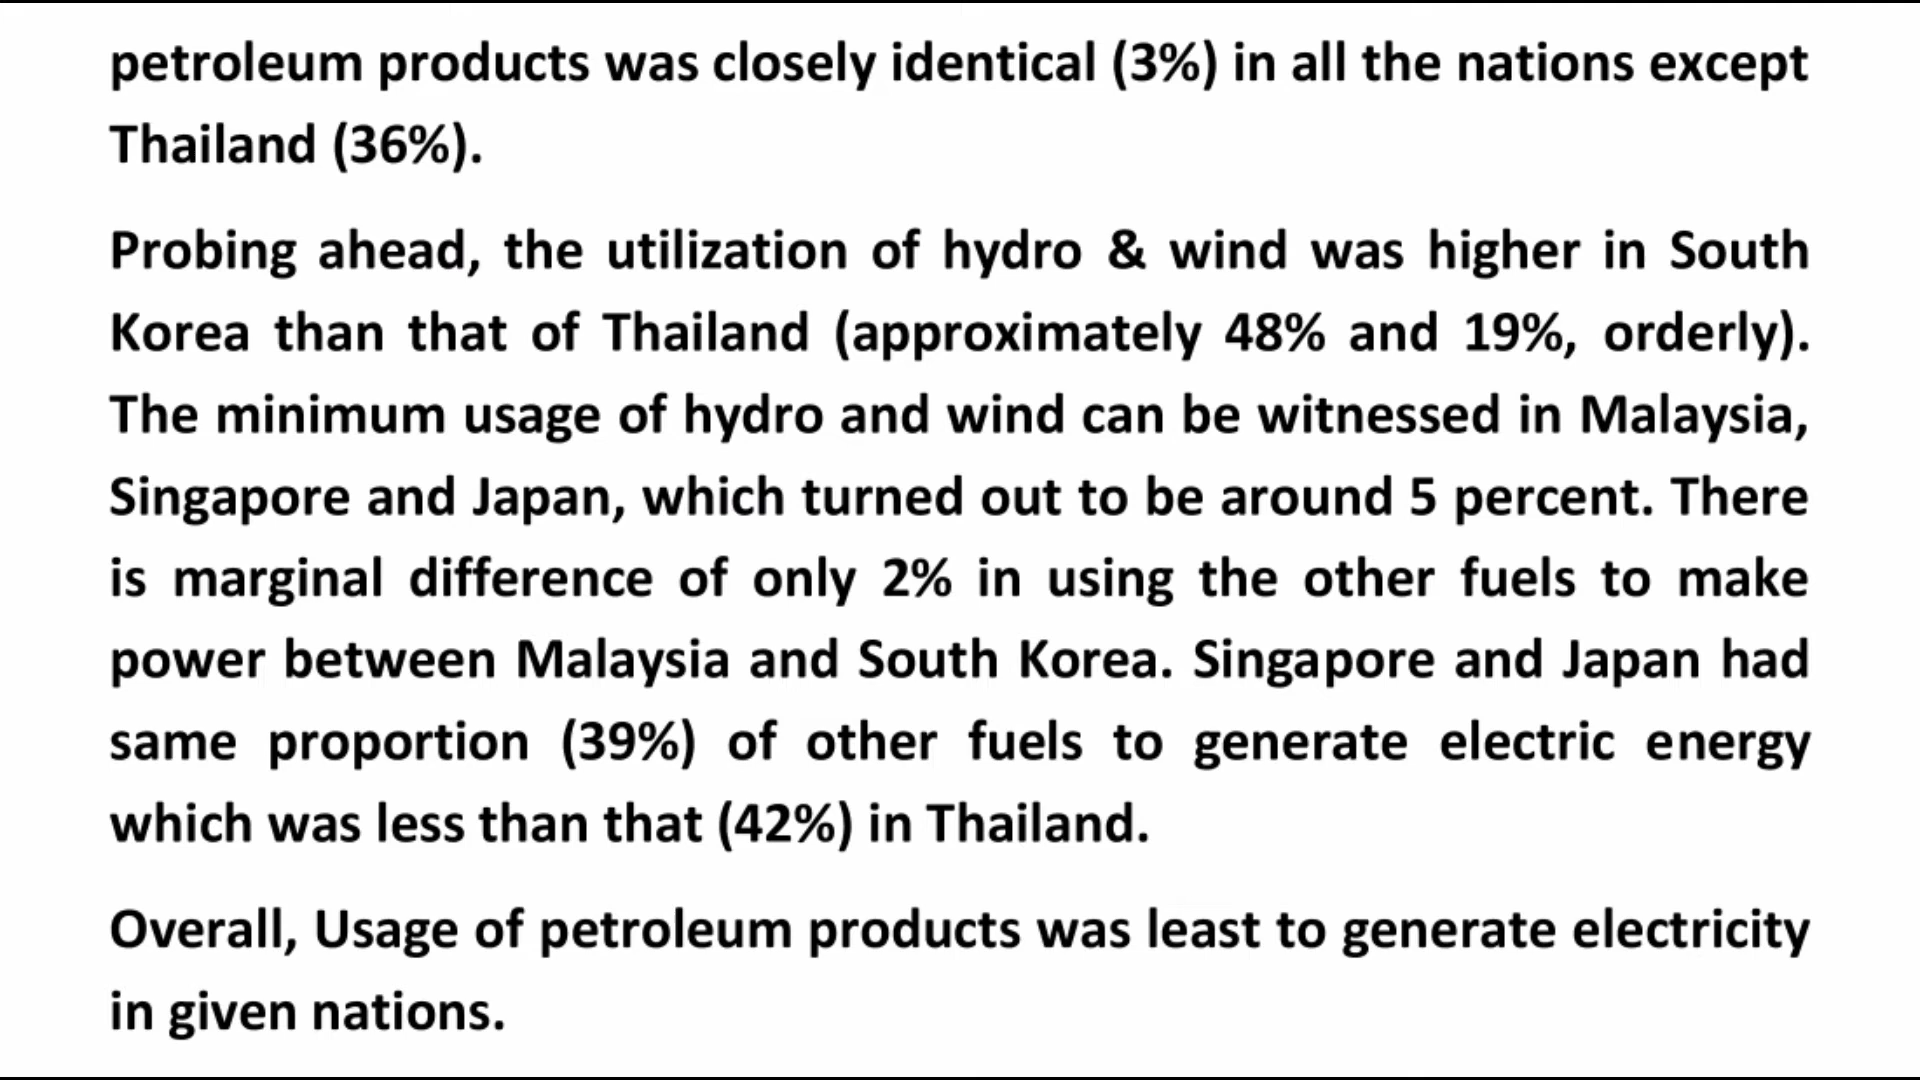 petroleum products was closely identical (3%) in all the nations except
Thailand (36%).
Probing ahead, the utilization of hydro & wind was higher in South
Korea than that of Thailand (approximately 48% and 19%, orderly).
The minimum usage of hydro and wind can be witnessed in Malaysia,
Singapore and Japan, which turned out to be around 5 percent. There
is marginal difference of only 2% in using the other fuels to make
power between Malaysia and South Korea. Singapore and Japan had
same proportion (39%) of other fuels to generate electric energy
which was less than that (42%) in Thailand.
Overall, Usage of petroleum products was least to generate electricity
in given nations.